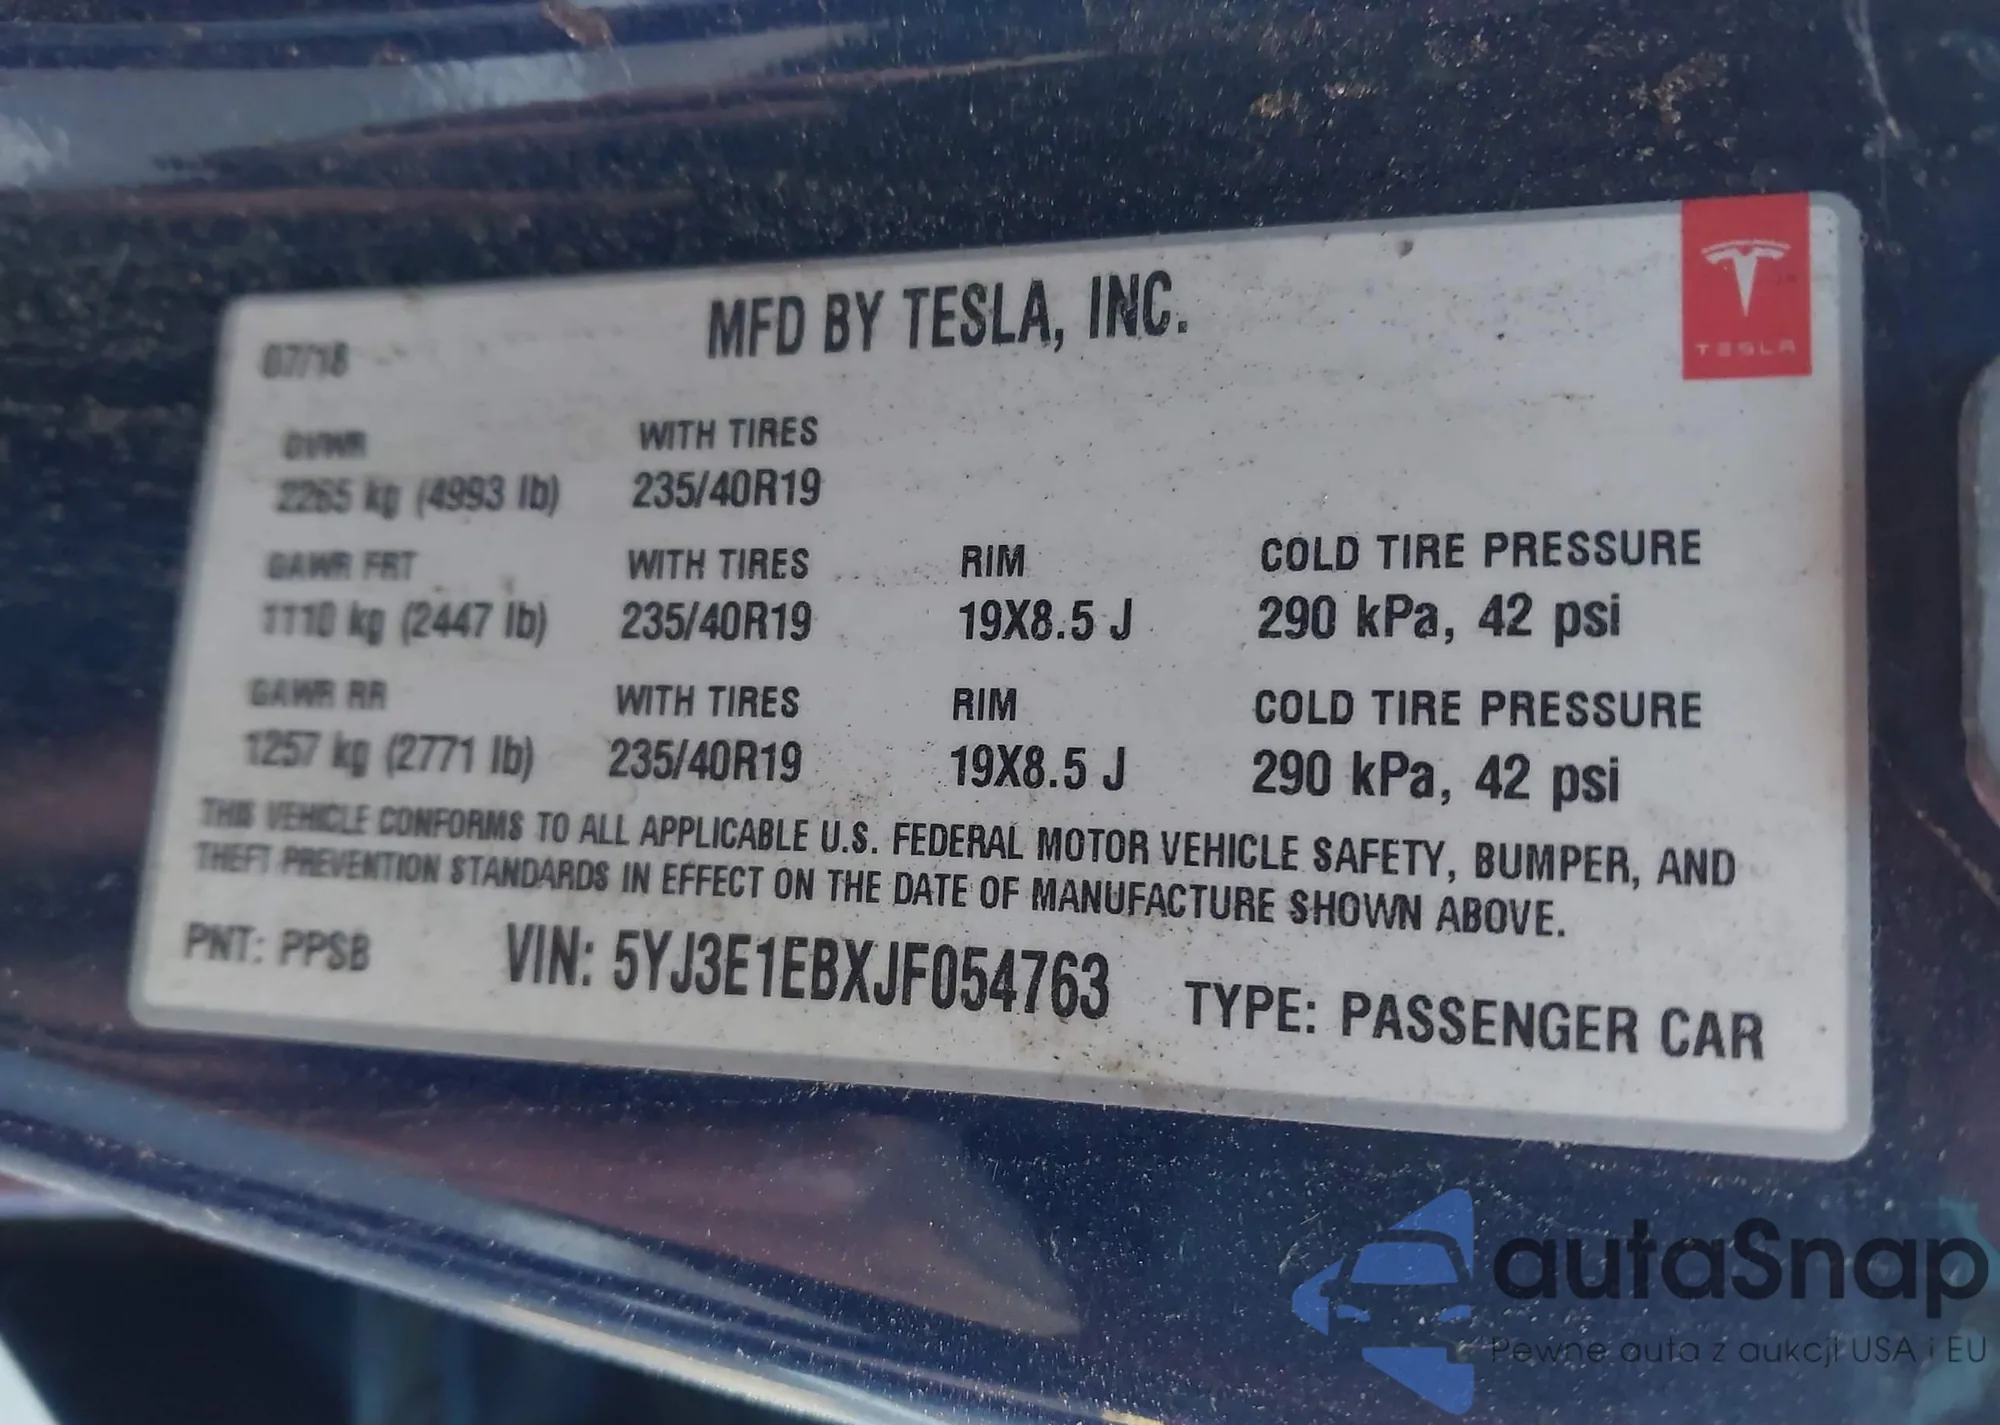 MFD BY TESLA, INC.
TESLA
07/18
GVWR WITH TIRES
2265 kg (4993 lb) 235/40R19
GAWR FRT WITH TIRES RIM COLD TIRE PRESSURE
1110 kg (2447 lb) 235/40R19 19X8.5 J 290 kPa, 42 psi
GAWR RR WITH TIRES RIM COLD TIRE PRESSURE
1257 kg (2771 lb) 235/40R19 19X8.5 J 290 kPa, 42 psi
THIS VEHICLE CONFORMS TO ALL APPLICABLE U.S. FEDERAL MOTOR VEHICLE SAFETY, BUMPER, AND
THEFT PREVENTION STANDARDS IN EFFECT ON THE DATE OF MANUFACTURE SHOWN ABOVE.
PNT: PPSB VIN: 5YJ3E1EBXJF054763 TYPE: PASSENGER CAR
autaSnap
Pewne auta z aukcji USA i EU